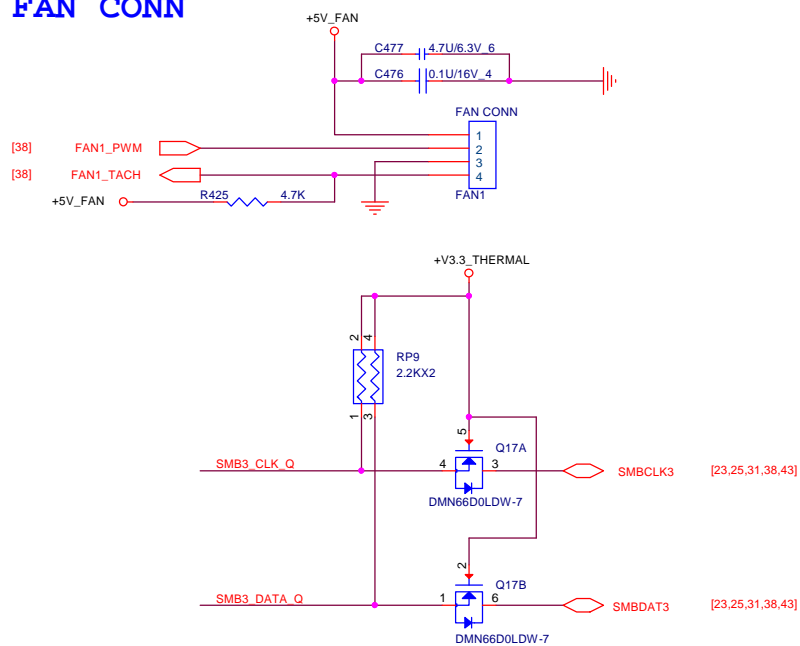 FAN CONN
+5V_FAN
C477 4.7U/6.3V_6
C476 0.1U/16V_4
FAN CONN
1
[38] FAN1_PWM 2
3
[38] FAN1_TACH 4
+5V_FAN R425 4.7K FAN1
+V3.3_THERMAL
2 4
RP9
2.2KX2
1 3 5
Q17A
SMB3_CLK_Q 4 3 SMBCLK3 [23,25,31,38,43]
DMN66D0LDW-7
2
Q17B
SMB3_DATA_Q 1 6 SMBDAT3 [23,25,31,38,43]
DMN66D0LDW-7